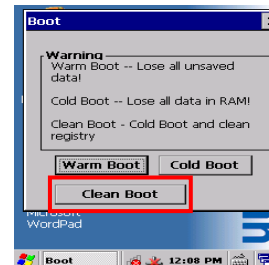 Boot
Warning
Warm Boot -- Lose all unsaved
data!
Cold Boot -- Lose all data in RAM!
Clean Boot - Cold Boot and clean
registry
Warm Boot Cold Boot
Clean Boot
Microsoft
WordPad
Boot 12:08 PM